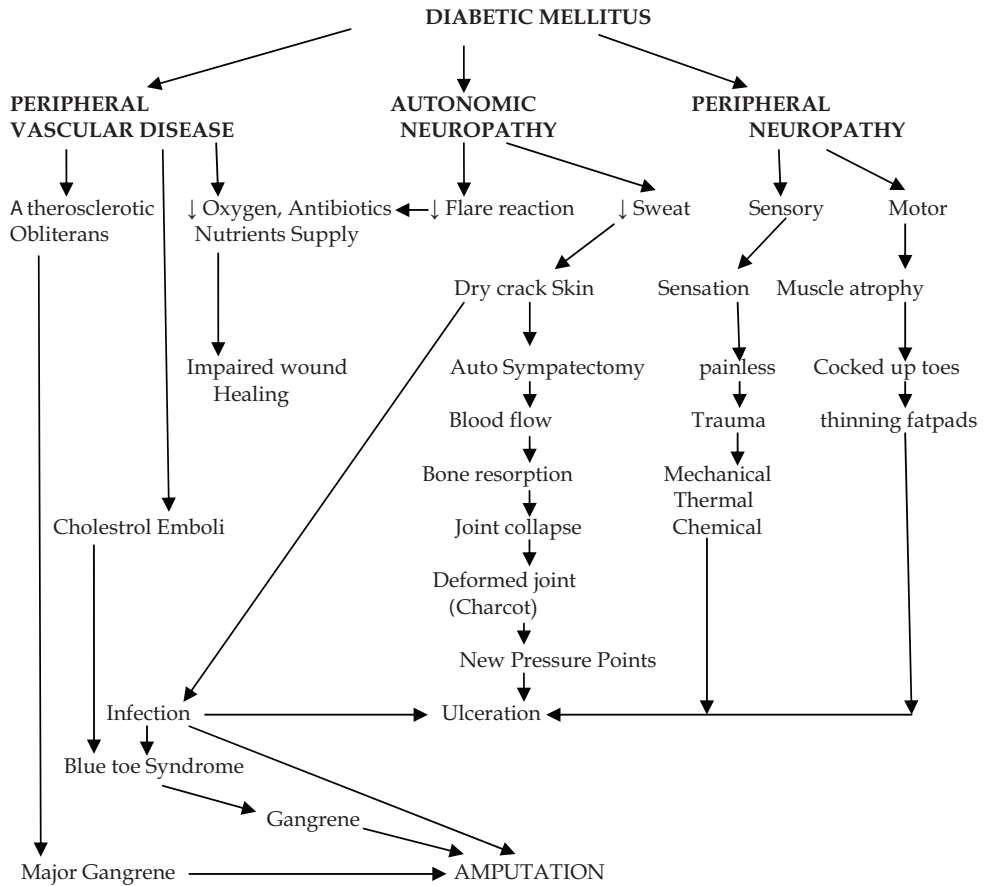 DIABETIC MELLITUS
PERIPHERAL
VASCULAR DISEASE
AUTONOMIC
NEUROPATHY
PERIPHERAL
NEUROPATHY
Atherosclerotic
Obliterans
↓ Oxygen, Antibiotics
Nutrients Supply
↓ Flare reaction
↓ Sweat
Sensory
Motor
Dry crack Skin
Sensation
Muscle atrophy
Impaired wound
Healing
Auto Sympatectomy
painless
Cocked up toes
Blood flow
Trauma
thinning fatpads
Bone resorption
Mechanical
Thermal
Chemical
Cholestrol Emboli
Joint collapse
Deformed joint
(Charcot)
New Pressure Points
Infection
Ulceration
Blue toe Syndrome
Gangrene
Major Gangrene
AMPUTATION